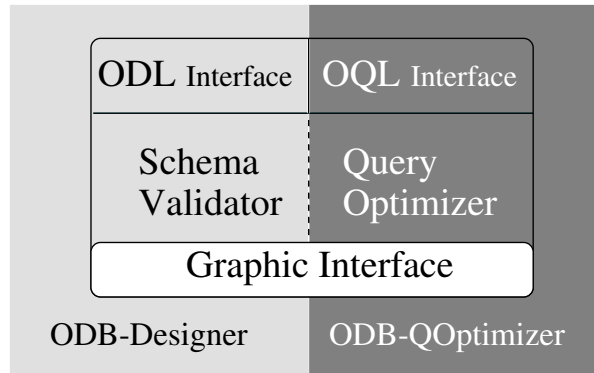 ODL Interface OQL Interface
Schema Query
Validator Optimizer
Graphic Interface
ODB-Designer ODB-QOptimizer